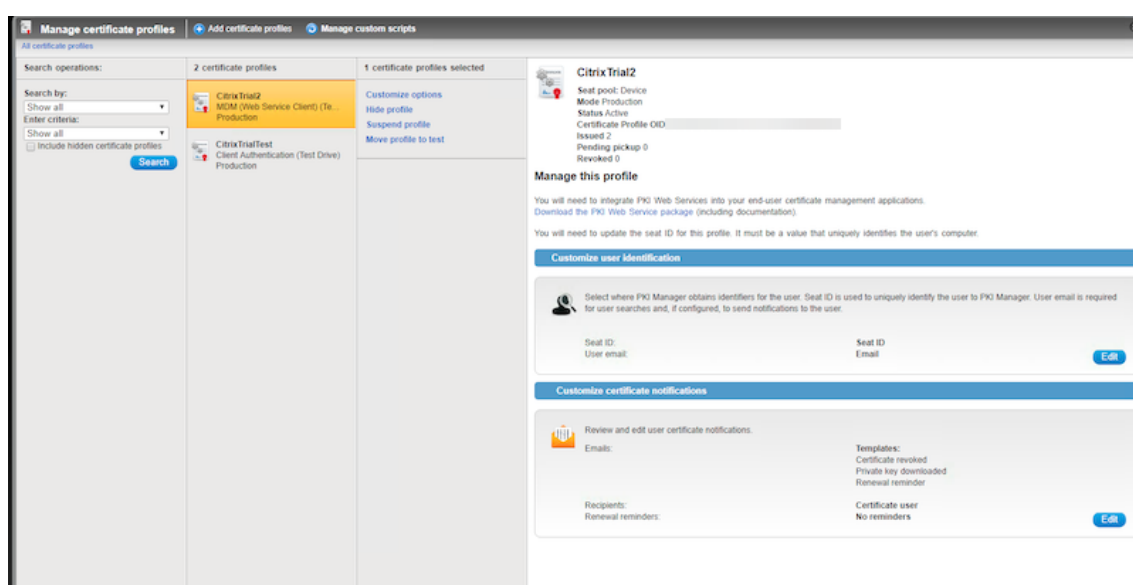 Manage certificate profiles
Add certificate profiles
Manage custom scripts
All certificate profiles
Search operations:
Search by:
Show all
Enter criteria:
Show all
Include hidden certificate profiles
Search
2 certificate profiles
CitrixTrial2
MDM (Web Service Client) (Te...
Production
CitrixTrialTest
Client Authentication (Test Drive)
Production
1 certificate profiles selected
Customize options
Hide profile
Suspend profile
Move profile to test
CitrixTrial2
Seat pool: Device
Mode Production
Status Active
Certificate Profile OID
Issued 2
Pending pickup 0
Revoked 0
Manage this profile
You will need to integrate PKI Web Services into your end-user certificate management applications.
Download the PKI Web Service package (including documentation).
You will need to update the seat ID for this profile. It must be a value that uniquely identifies the user's computer.
Customize user identification
Select where PKI Manager obtains identifiers for the user. Seat ID is used to uniquely identify the user to PKI Manager. User email is required
for user searches and, if configured, to send notifications to the user.
Seat ID: Seat ID
User email: Email
Edit
Customize certificate notifications
Review and edit user certificate notifications.
Emails: Templates:
Certificate revoked
Private key downloaded
Renewal reminder
Recipients: Certificate user
Renewal reminders: No reminders
Edit